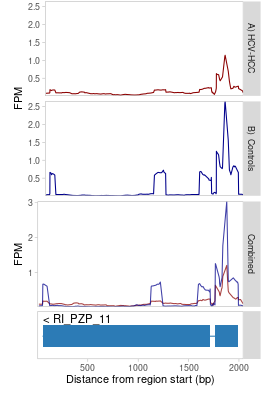 2.5
2.0
1.5
1.0
0.5
FPM
A) HCV-HCC
2.5
2.0
1.5
1.0
0.5
B) Controls
3
2
1
FPM
Combined
< RI_PZP_11
500
1000
1500
2000
Distance from region start (bp)